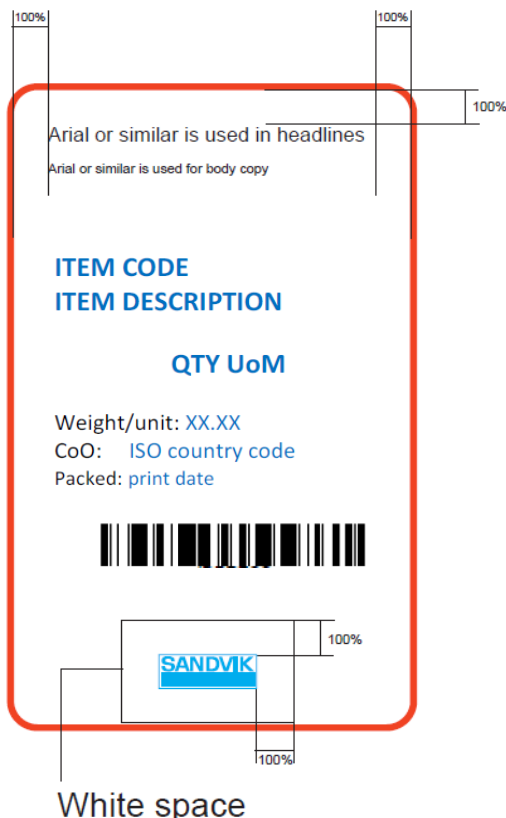 100% 100%
100%
Arial or similar is used in headlines
Arial or similar is used for body copy
ITEM CODE
ITEM DESCRIPTION
QTY UoM
Weight/unit: XX.XX
CoO: ISO country code
Packed: print date
100%
SANDVIK
100%
White space